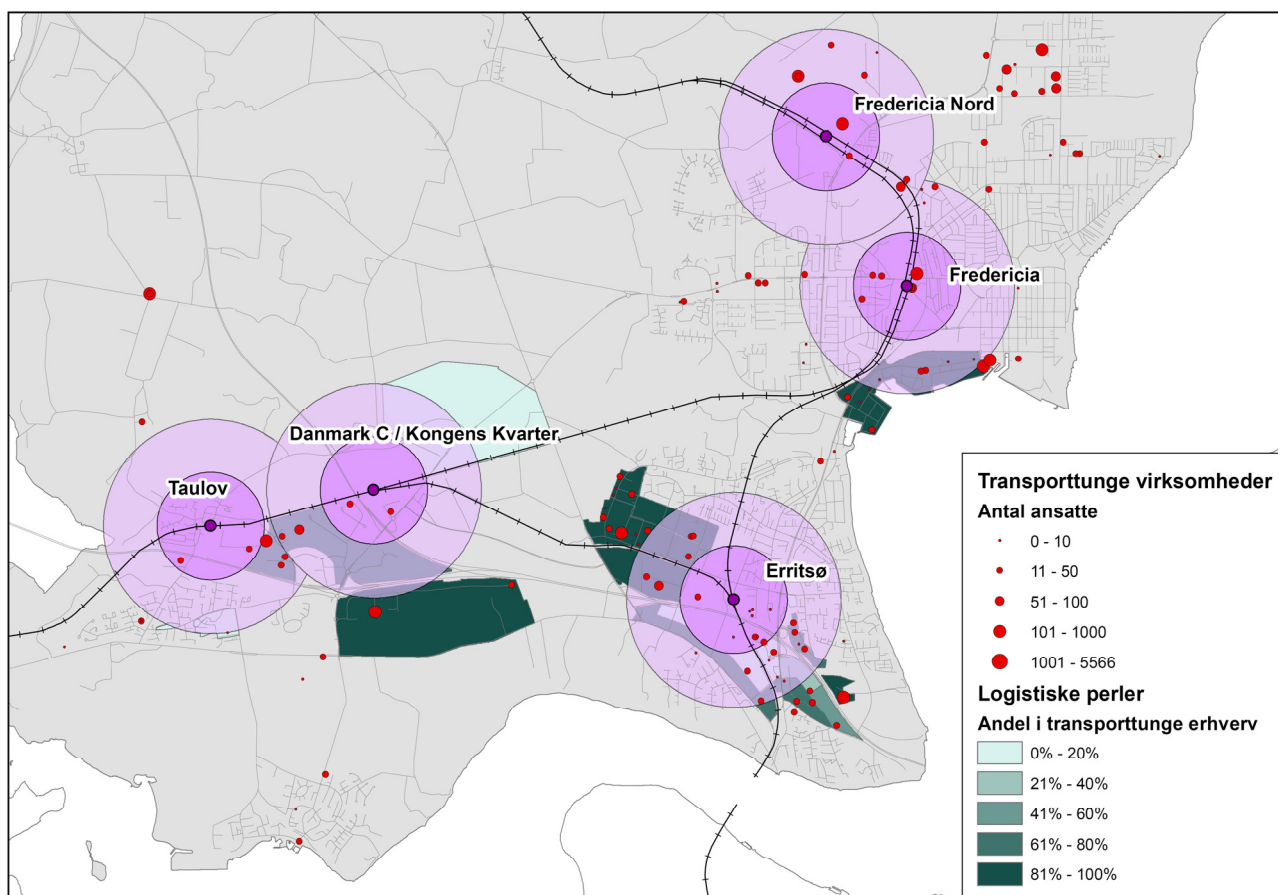 Fredericia Nord
Fredericia
Danmark C / Kongens Kvarter
Taulov
Erritsø
Transporttunge virksomheder
Antal ansatte
0 - 10
11 - 50
51 - 100
101 - 1000
1001 - 5566
Logistiske perler
Andel i transporttunge erhverv
0% - 20%
21% - 40%
41% - 60%
61% - 80%
81% - 100%